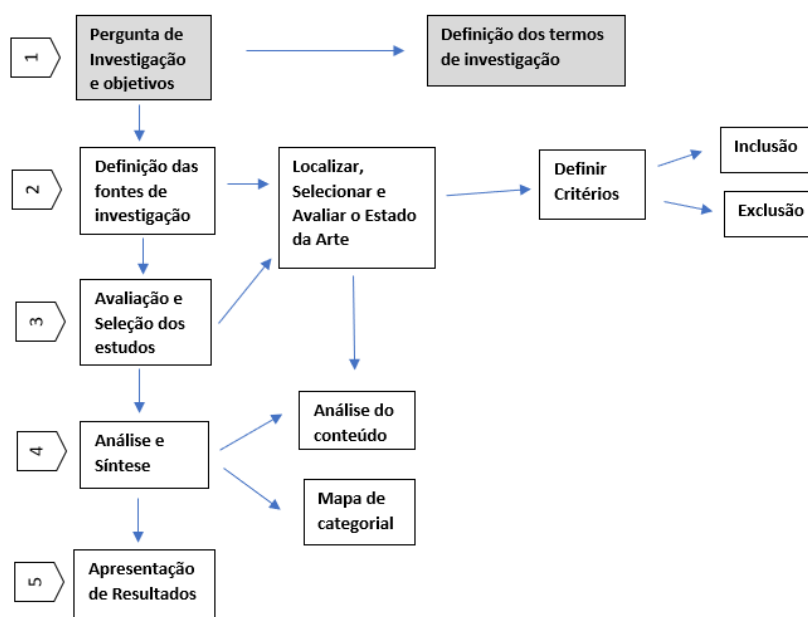 1
Pergunta de
Investigação
e objetivos
Definição dos termos
de investigação
2
Definição das
fontes de
investigação
Localizar,
Selecionar e
Avaliar o Estado
da Arte
Definir
Critérios
Inclusão
Exclusão
3
Avaliação e
Seleção dos
estudos
4
Análise e
Síntese
Análise do
conteúdo
Mapa de
categorial
5
Apresentação
de Resultados